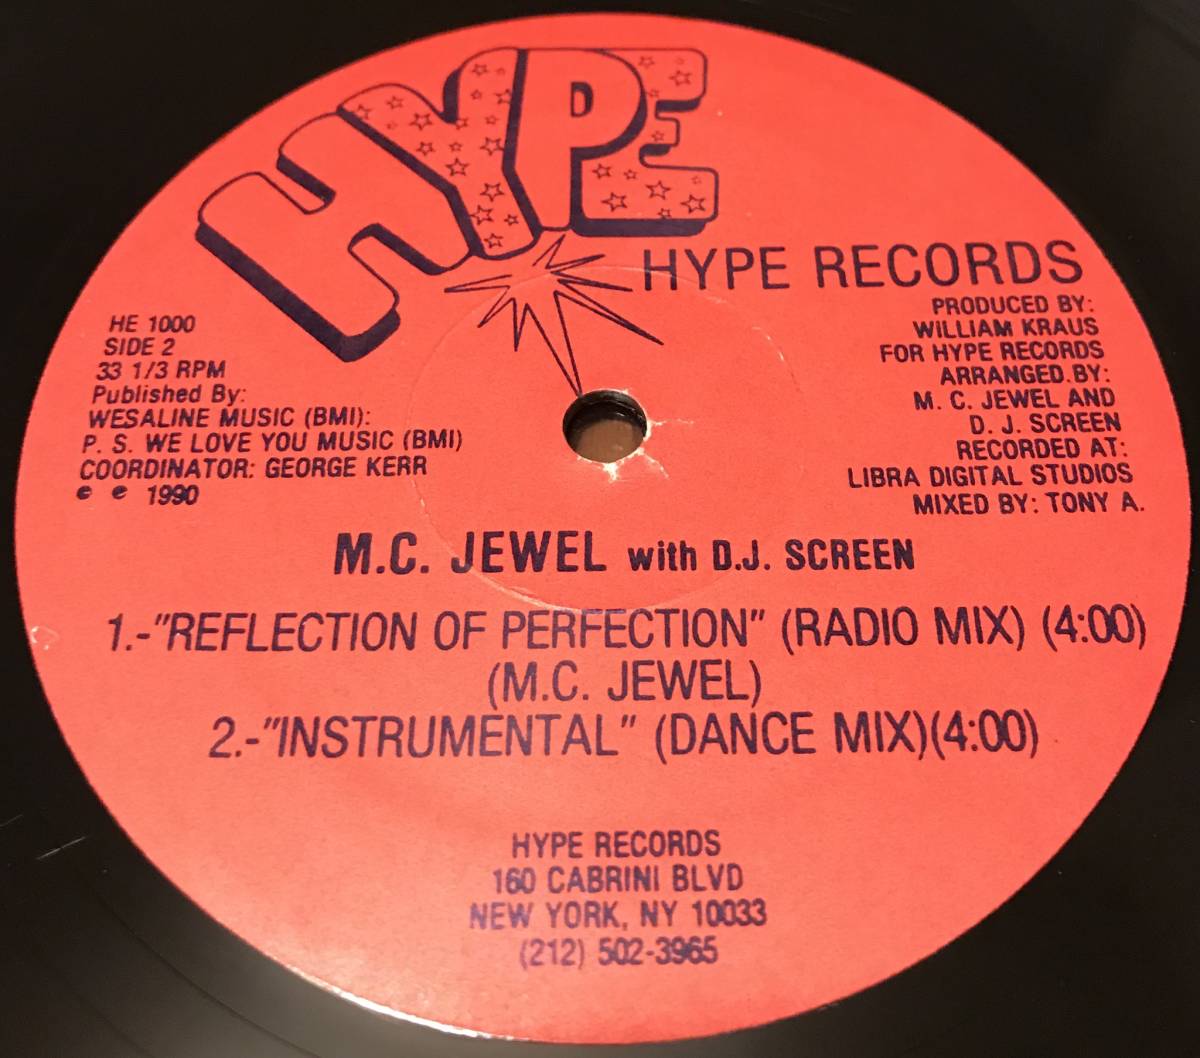 HYPE
HYPE RECORDS
HE 1000
SIDE 2
33 1/3 RPM
Published By:
WESALINE MUSIC (BMI):
P. S. WE LOVE YOU MUSIC (BMI)
COORDINATOR: GEORGE KERR
℗ © 1990
PRODUCED BY:
WILLIAM KRAUS
FOR HYPE RECORDS
ARRANGED.BY:
M. C. JEWEL AND
D. J. SCREEN
RECORDED AT:
LIBRA DIGITAL STUDIOS
MIXED BY: TONY A.
M.C. JEWEL with D.J. SCREEN
1.-"REFLECTION OF PERFECTION" (RADIO MIX) (4:00)
(M.C. JEWEL)
2.-"INSTRUMENTAL" (DANCE MIX)(4:00)
HYPE RECORDS
160 CABRINI BLVD
NEW YORK, NY 10033
(212) 502-3965